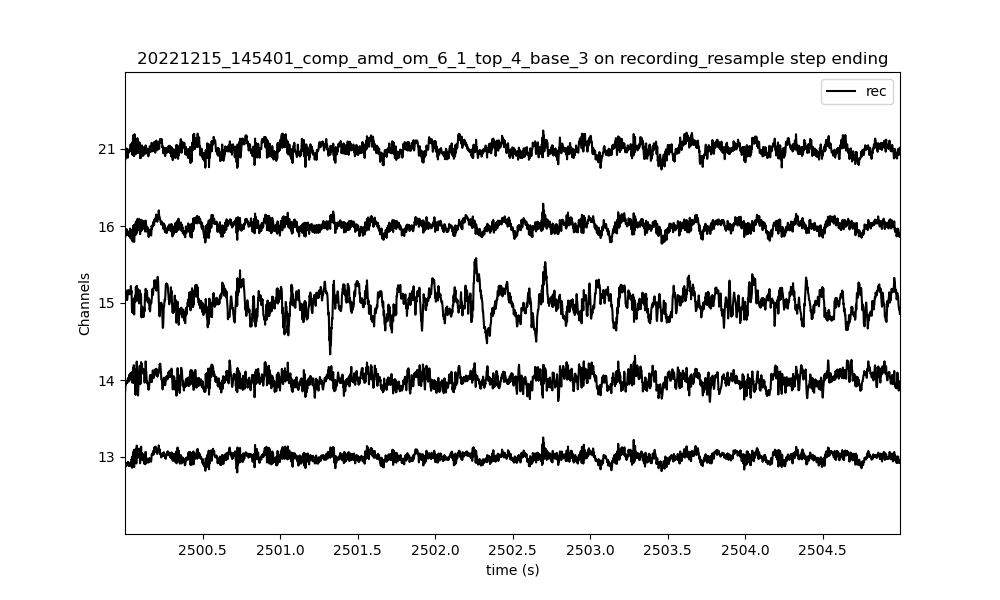 20221215_145401_comp_amd_om_6_1_top_4_base_3 on recording_resample step ending
rec
21
16
15
14
13
Channels
2500.5 2501.0 2501.5 2502.0 2502.5 2503.0 2503.5 2504.0 2504.5
time (s)